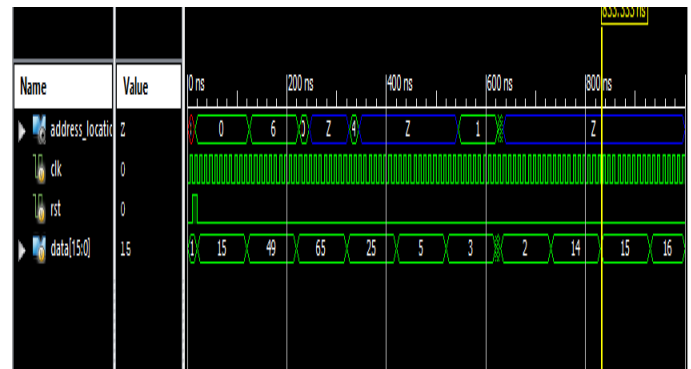 833.333 ns
Name Value 0 ns 200 ns 400 ns 600 ns 800 ns
address_locatio Z 0 6 0 Z 4 Z 1 Z
clk 0
rst 0
data[15:0] 15 1 15 49 65 25 5 3 2 14 15 16